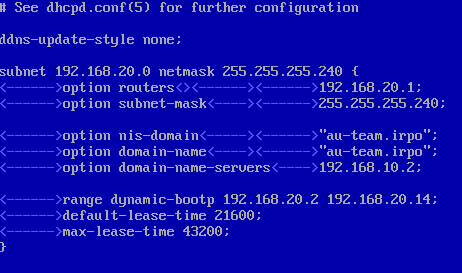 # See dhcpd.conf(5) for further configuration
ddns-update-style none;
subnet 192.168.20.0 netmask 255.255.255.240 {
<------>option routers<><------><------>192.168.20.1;
<------>option subnet-mask<----><------>255.255.255.240;
<------>option nis-domain<------><----->"au-team.irpo";
<------>option domain-name<----><------>"au-team.irpo";
<------>option domain-name-servers<---->192.168.10.2;
<------>range dynamic-bootp 192.168.20.2 192.168.20.14;
<------>default-lease-time 21600;
<------>max-lease-time 43200;
}